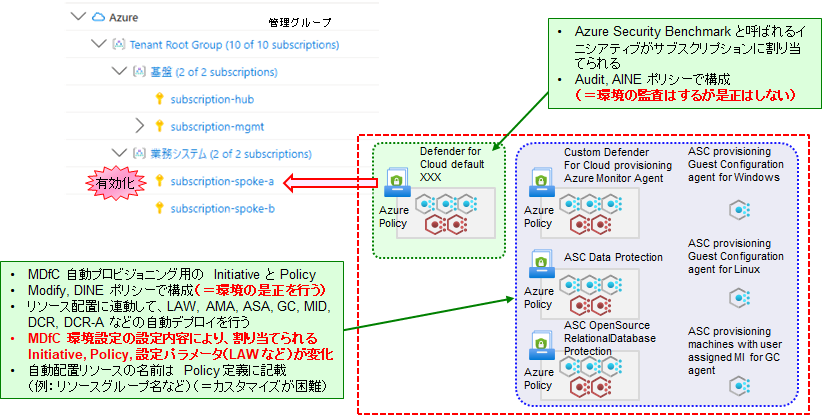 Azure
管理グループ
Tenant Root Group (10 of 10 subscriptions)
基盤 (2 of 2 subscriptions)
subscription-hub
subscription-mgmt
業務システム (2 of 2 subscriptions)
有効化
subscription-spoke-a
subscription-spoke-b
• Azure Security Benchmark と呼ばれるイ
ニシアティブがサブスクリプションに割り当
てられる
• Audit, AINE ポリシーで構成
（＝環境の監査はするが是正はしない）
Defender for
Cloud default
XXX
Azure
Policy
Custom Defender
For Cloud provisioning
Azure Monitor Agent
Azure
Policy
ASC Data Protection
Azure
Policy
ASC OpenSource
RelationalDatabase
Protection
Azure
Policy
ASC provisioning
Guest Configuration
agent for Windows
ASC provisioning
Guest Configuration
agent for Linux
ASC provisioning
machines with user
assigned MI for GC
agent
• MDfC 自動プロビジョニング用の Initiative と Policy
• Modify, DINE ポリシーで構成（＝環境の是正を行う）
• リソース配置に連動して、LAW, AMA, ASA, GC, MID,
DCR, DCR-A などの自動デプロイを行う
• MDfC 環境設定の設定内容により、割り当てられる
Initiative, Policy, 設定パラメータ(LAW など)が変化
• 自動配置リソースの名前は Policy 定義に記載
（例：リソースグループ名など）（＝カスタマイズが困難）